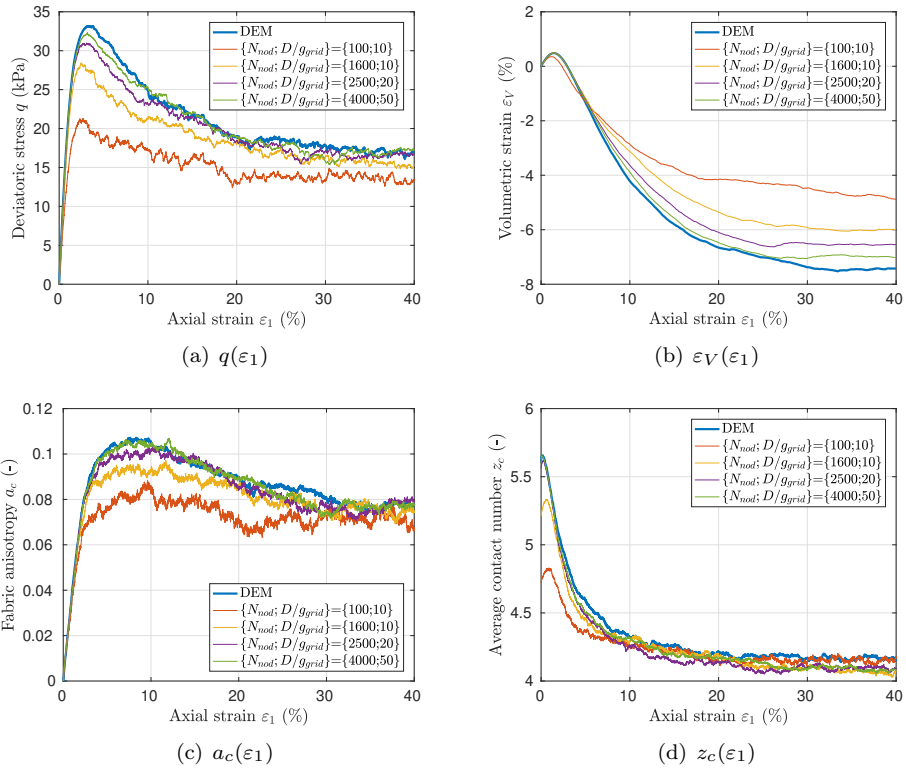 35
30
25
20
15
10
5
0
Deviatoric stress q (kPa)
DEM
{N_nod; D/g_grid}={100;10}
{N_nod; D/g_grid}={1600;10}
{N_nod; D/g_grid}={2500;20}
{N_nod; D/g_grid}={4000;50}
0 10 20 30 40
Axial strain ε₁ (%)
(a) q(ε₁)
2
0
-2
-4
-6
-8
Volumetric strain ε_V (%)
DEM
{N_nod; D/g_grid}={100;10}
{N_nod; D/g_grid}={1600;10}
{N_nod; D/g_grid}={2500;20}
{N_nod; D/g_grid}={4000;50}
0 10 20 30 40
Axial strain ε₁ (%)
(b) ε_V(ε₁)
0.12
0.1
0.08
0.06
0.04
0.02
0
Fabric anisotropy a_c (-)
DEM
{N_nod; D/g_grid}={100;10}
{N_nod; D/g_grid}={1600;10}
{N_nod; D/g_grid}={2500;20}
{N_nod; D/g_grid}={4000;50}
0 10 20 30 40
Axial strain ε₁ (%)
(c) a_c(ε₁)
6
5.5
5
4.5
4
Average contact number z_c (-)
DEM
{N_nod; D/g_grid}={100;10}
{N_nod; D/g_grid}={1600;10}
{N_nod; D/g_grid}={2500;20}
{N_nod; D/g_grid}={4000;50}
0 10 20 30 40
Axial strain ε₁ (%)
(d) z_c(ε₁)